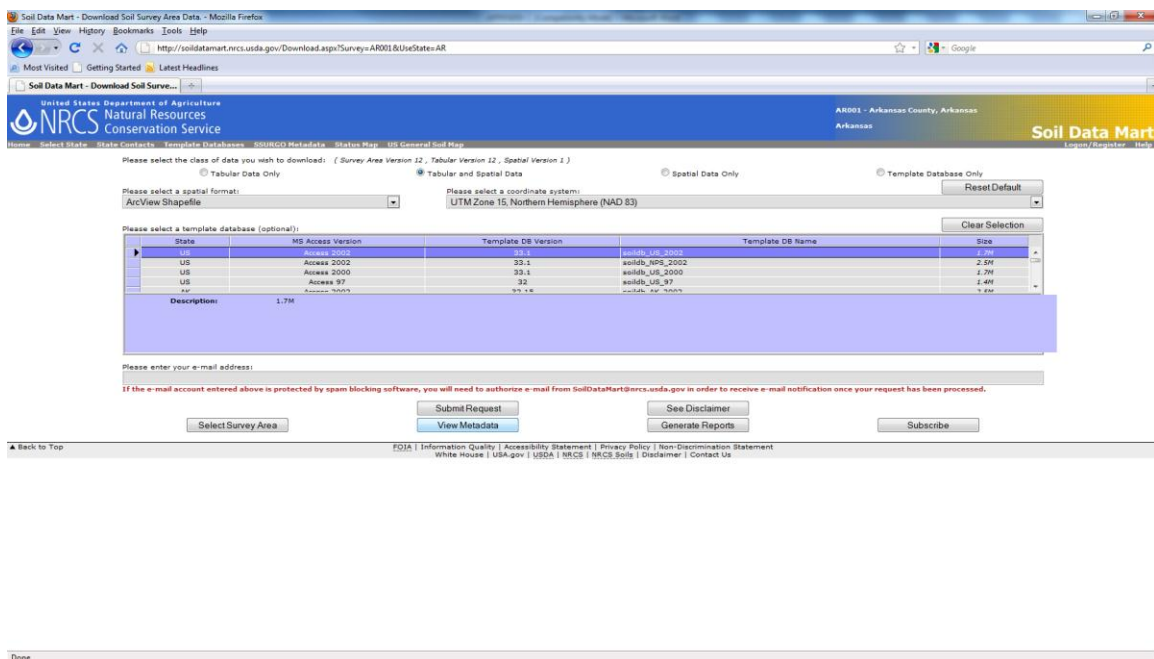 Soil Data Mart - Download Soil Survey Area Data. - Mozilla Firefox
File Edit View History Bookmarks Tools Help
http://soildatamart.nrcs.usda.gov/Download.aspx?Survey=AR001&UseState=AR
Google
Most Visited Getting Started Latest Headlines
Soil Data Mart - Download Soil Surve...
United States Department of Agriculture
NRCS Natural Resources Conservation Service
AR001 - Arkansas County, Arkansas
Arkansas
Soil Data Mart
Home Select State State Contacts Template Databases SSURGO Metadata Status Map US General Soil Map Logon/Register Help
Please select the class of data you wish to download: ( Survey Area Version 12 , Tabular Version 12 , Spatial Version 1 )
Tabular Data Only Tabular and Spatial Data Spatial Data Only Template Database Only
Reset Default
Please select a spatial format: Please select a coordinate system:
ArcView Shapefile UTM Zone 15, Northern Hemisphere (NAD 83)
Please select a template database (optional): Clear Selection
State MS Access Version Template DB Version Template DB Name Size
US Access 2002 33.1 soildb_US_2002 1.7M
US Access 2002 33.1 soildb_NPS_2002 2.5M
US Access 2000 33.1 soildb_US_2000 1.7M
US Access 97 32 soildb_US_97 1.4M
Description: 1.7M
Please enter your e-mail address:
If the e-mail account entered above is protected by spam blocking software, you will need to authorize e-mail from SoilDataMart@nrcs.usda.gov in order to receive e-mail notification once your request has been processed.
Submit Request See Disclaimer
Select Survey Area View Metadata Generate Reports Subscribe
Back to Top FOIA | Information Quality | Accessibility Statement | Privacy Policy | Non-Discrimination Statement
White House | USA.gov | USDA | NRCS | NRCS Soils | Disclaimer | Contact Us
Done